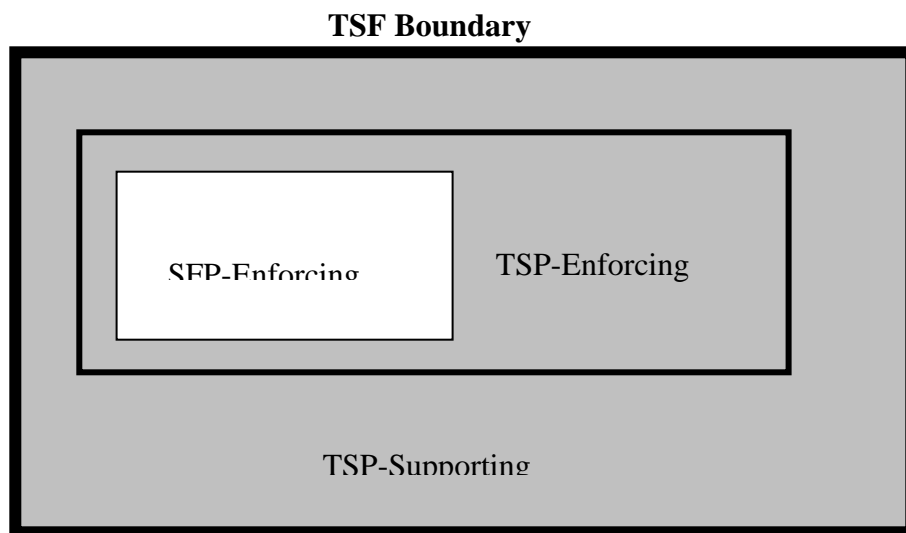 TSF Boundary
SFP-Enforcing
TSP-Enforcing
TSP-Supporting